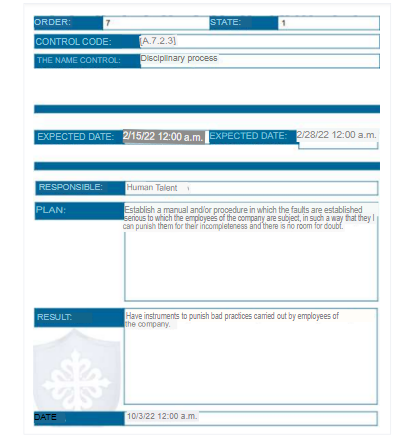 ORDER: 7 STATE: 1
CONTROL CODE: [A.7.2.3]
THE NAME CONTROL: Disciplinary process
EXPECTED DATE: 2/15/22 12:00 a.m. EXPECTED DATE: 2/28/22 12:00 a.m.
RESPONSIBLE: Human Talent
PLAN: Establish a manual and/or procedure in which the faults are established
serious to which the employees of the company are subject, in such a way that they I
can punish them for their incompleteness and there is no room for doubt.
RESULT: Have instruments to punish bad practices carried out by employees of
the company.
DATE 10/3/22 12:00 a.m.